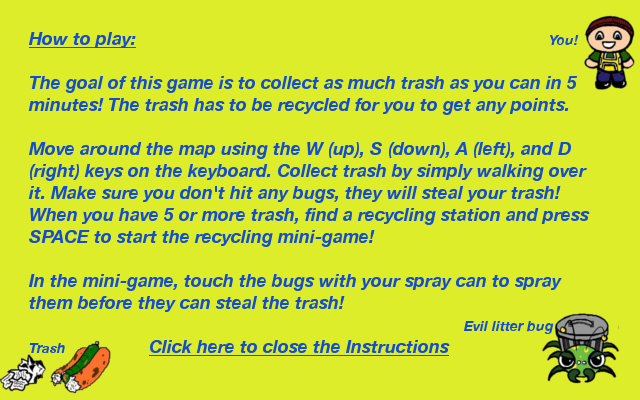 How to play:
You!
The goal of this game is to collect as much trash as you can in 5
minutes! The trash has to be recycled for you to get any points.
Move around the map using the W (up), S (down), A (left), and D
(right) keys on the keyboard. Collect trash by simply walking over
it. Make sure you don't hit any bugs, they will steal your trash!
When you have 5 or more trash, find a recycling station and press
SPACE to start the recycling mini-game!
In the mini-game, touch the bugs with your spray can to spray
them before they can steal the trash!
Evil litter bug
Trash
Click here to close the Instructions